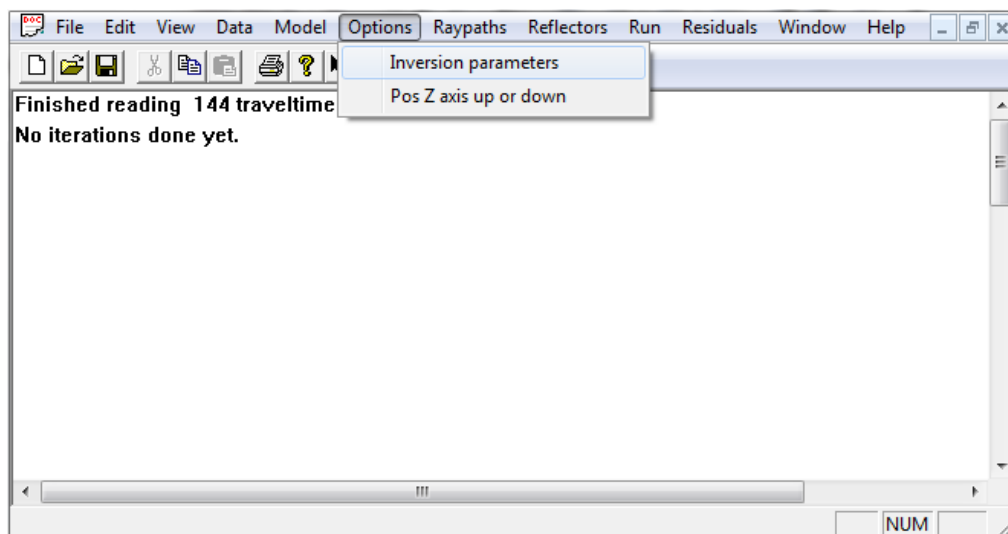 DOC File Edit View Data Model Options Raypaths Reflectors Run Residuals Window Help
Inversion parameters
Pos Z axis up or down
Finished reading 144 traveltime
No iterations done yet.
NUM